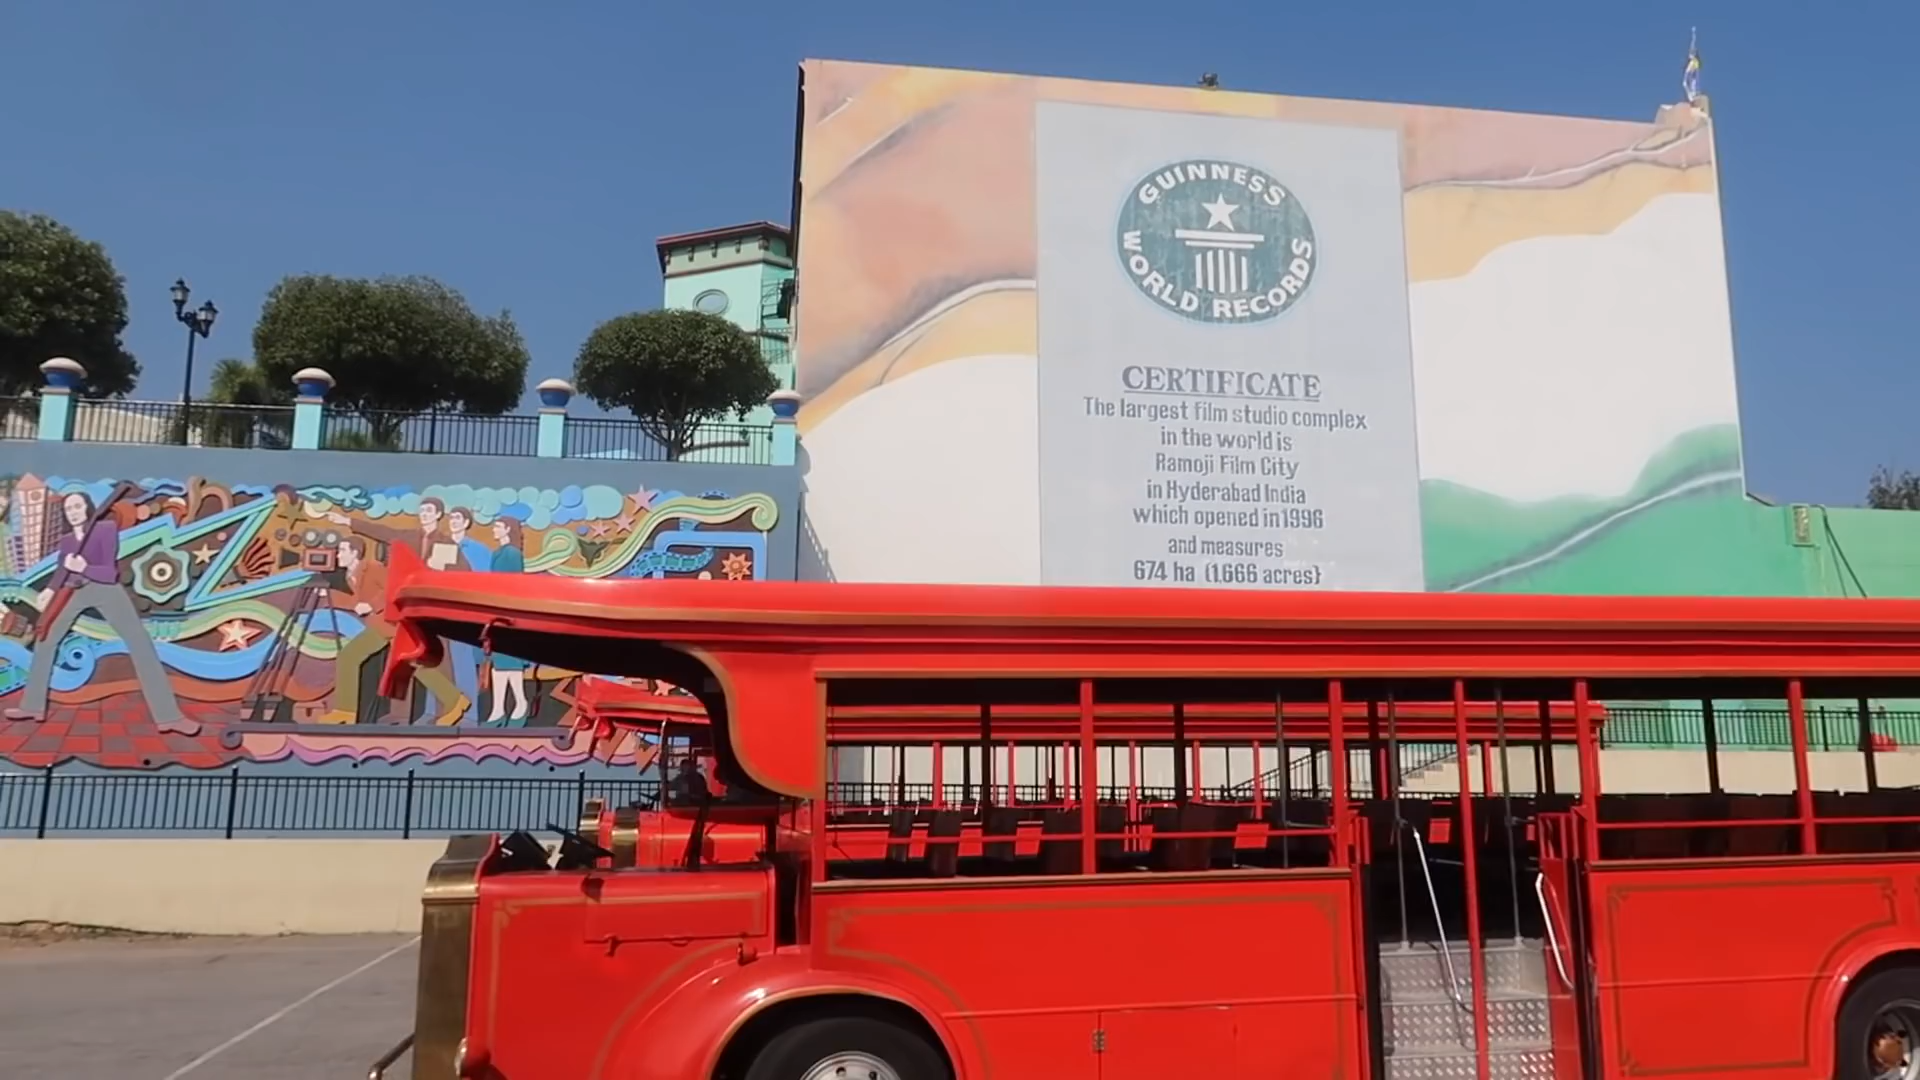 GUINNESS
WORLD RECORDS
CERTIFICATE
The largest film studio complex
in the world is
Ramoji Film City
in Hyderabad India
which opened in 1996
and measures
674 ha (1,666 acres)